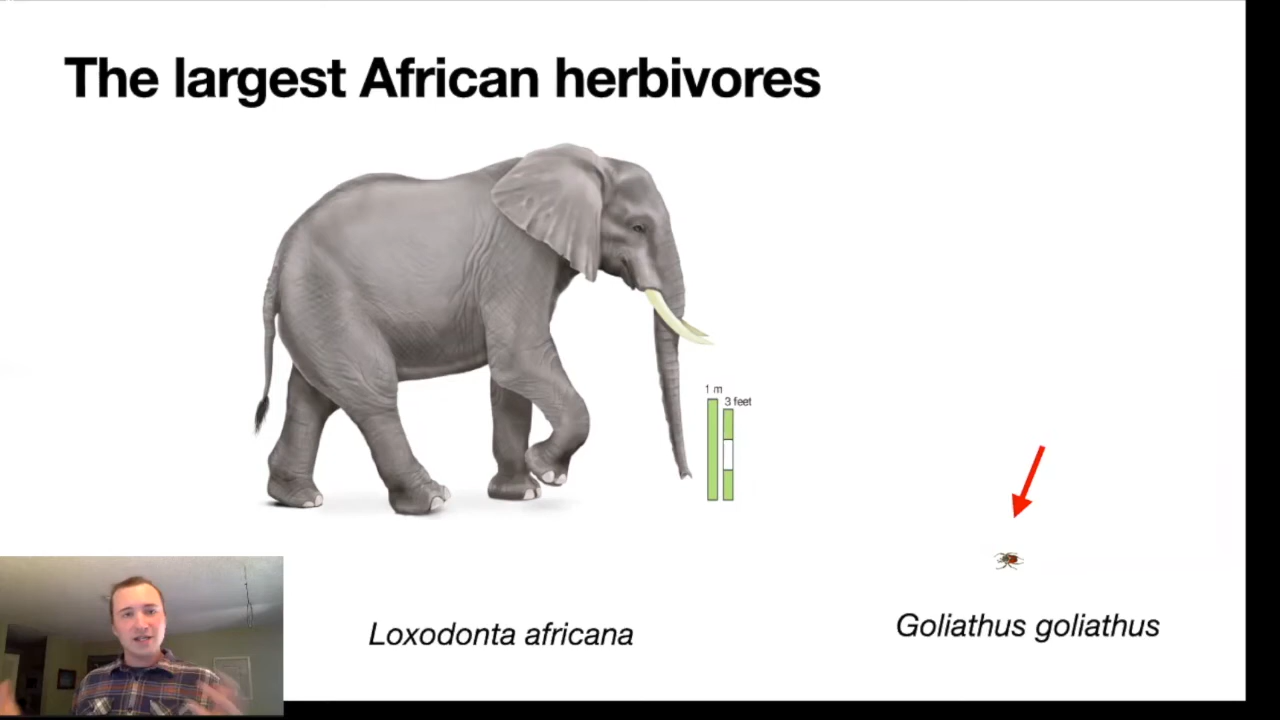 The largest African herbivores
1 m
3 feet
Loxodonta africana
Goliathus goliathus